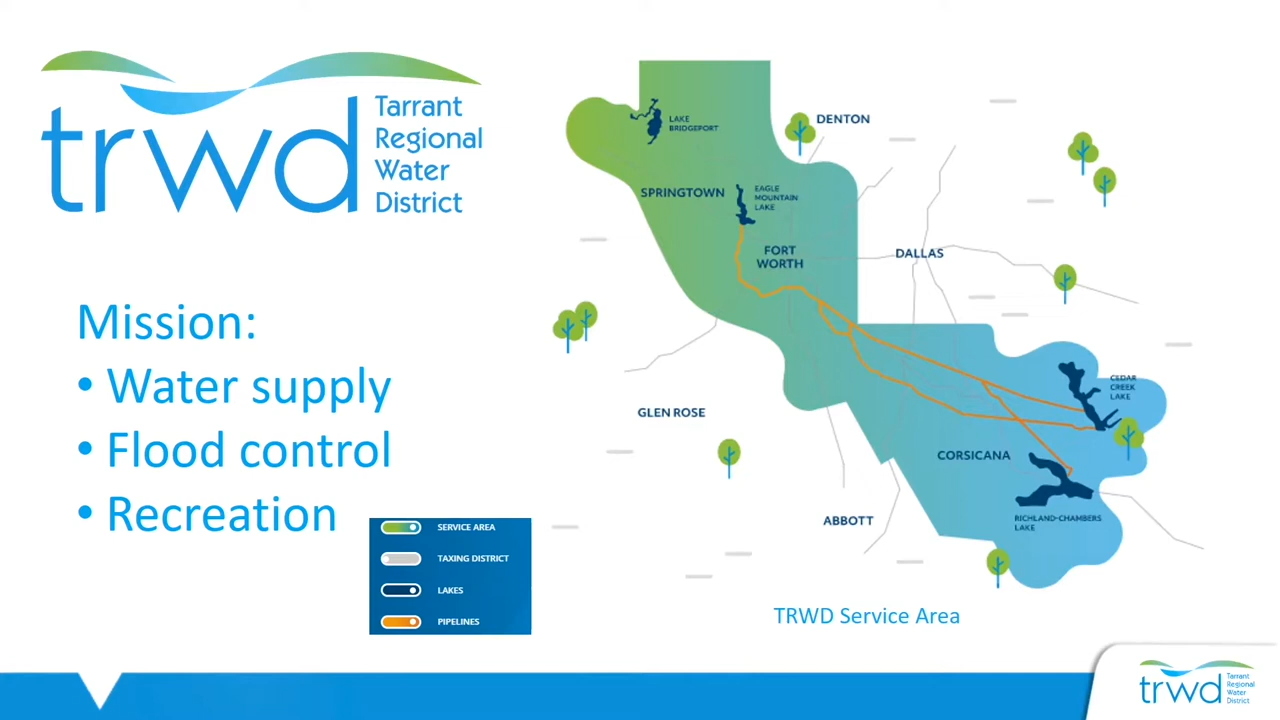 trwd
Tarrant
Regional
Water
District
Mission:
• Water supply
• Flood control
• Recreation
SERVICE AREA
TAXING DISTRICT
LAKES
PIPELINES
LAKE
BRIDGEPORT
DENTON
SPRINGTOWN
EAGLE
MOUNTAIN
LAKE
FORT
WORTH
DALLAS
CEDAR
CREEK
LAKE
GLEN ROSE
CORSICANA
ABBOTT
RICHLAND-CHAMBERS
LAKE
TRWD Service Area
trwd
Tarrant
Regional
Water
District